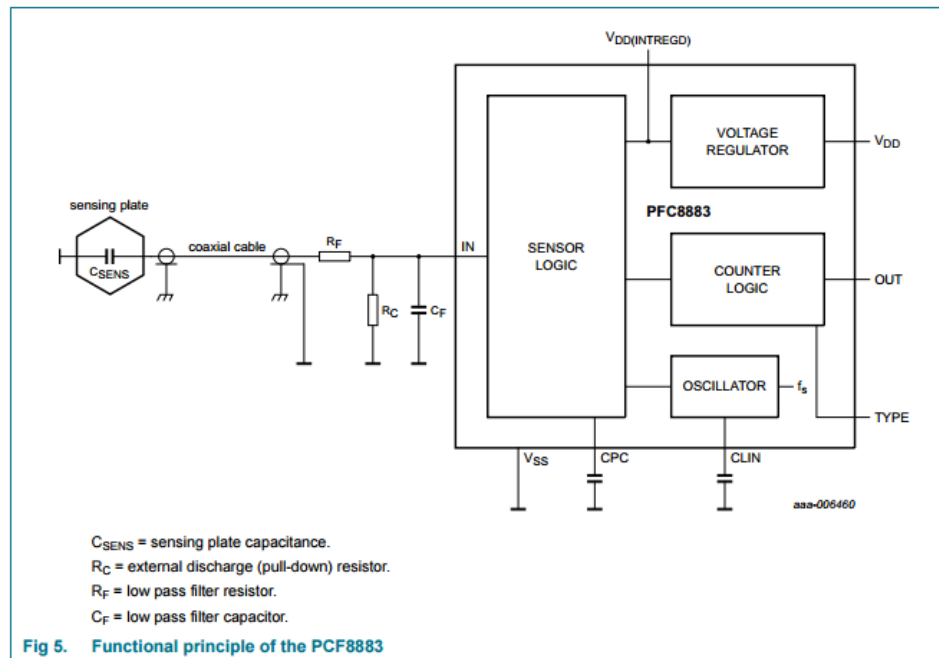 VDD(INTREGD)
VOLTAGE
REGULATOR
VDD
sensing plate
PFC8883
coaxial cable
RF
IN
SENSOR
LOGIC
COUNTER
LOGIC
OUT
CSENS
RC
CF
OSCILLATOR
fs
TYPE
VSS
CPC
CLIN
aaa-006460
CSENS = sensing plate capacitance.
RC = external discharge (pull-down) resistor.
RF = low pass filter resistor.
CF = low pass filter capacitor.
Fig 5. Functional principle of the PCF8883